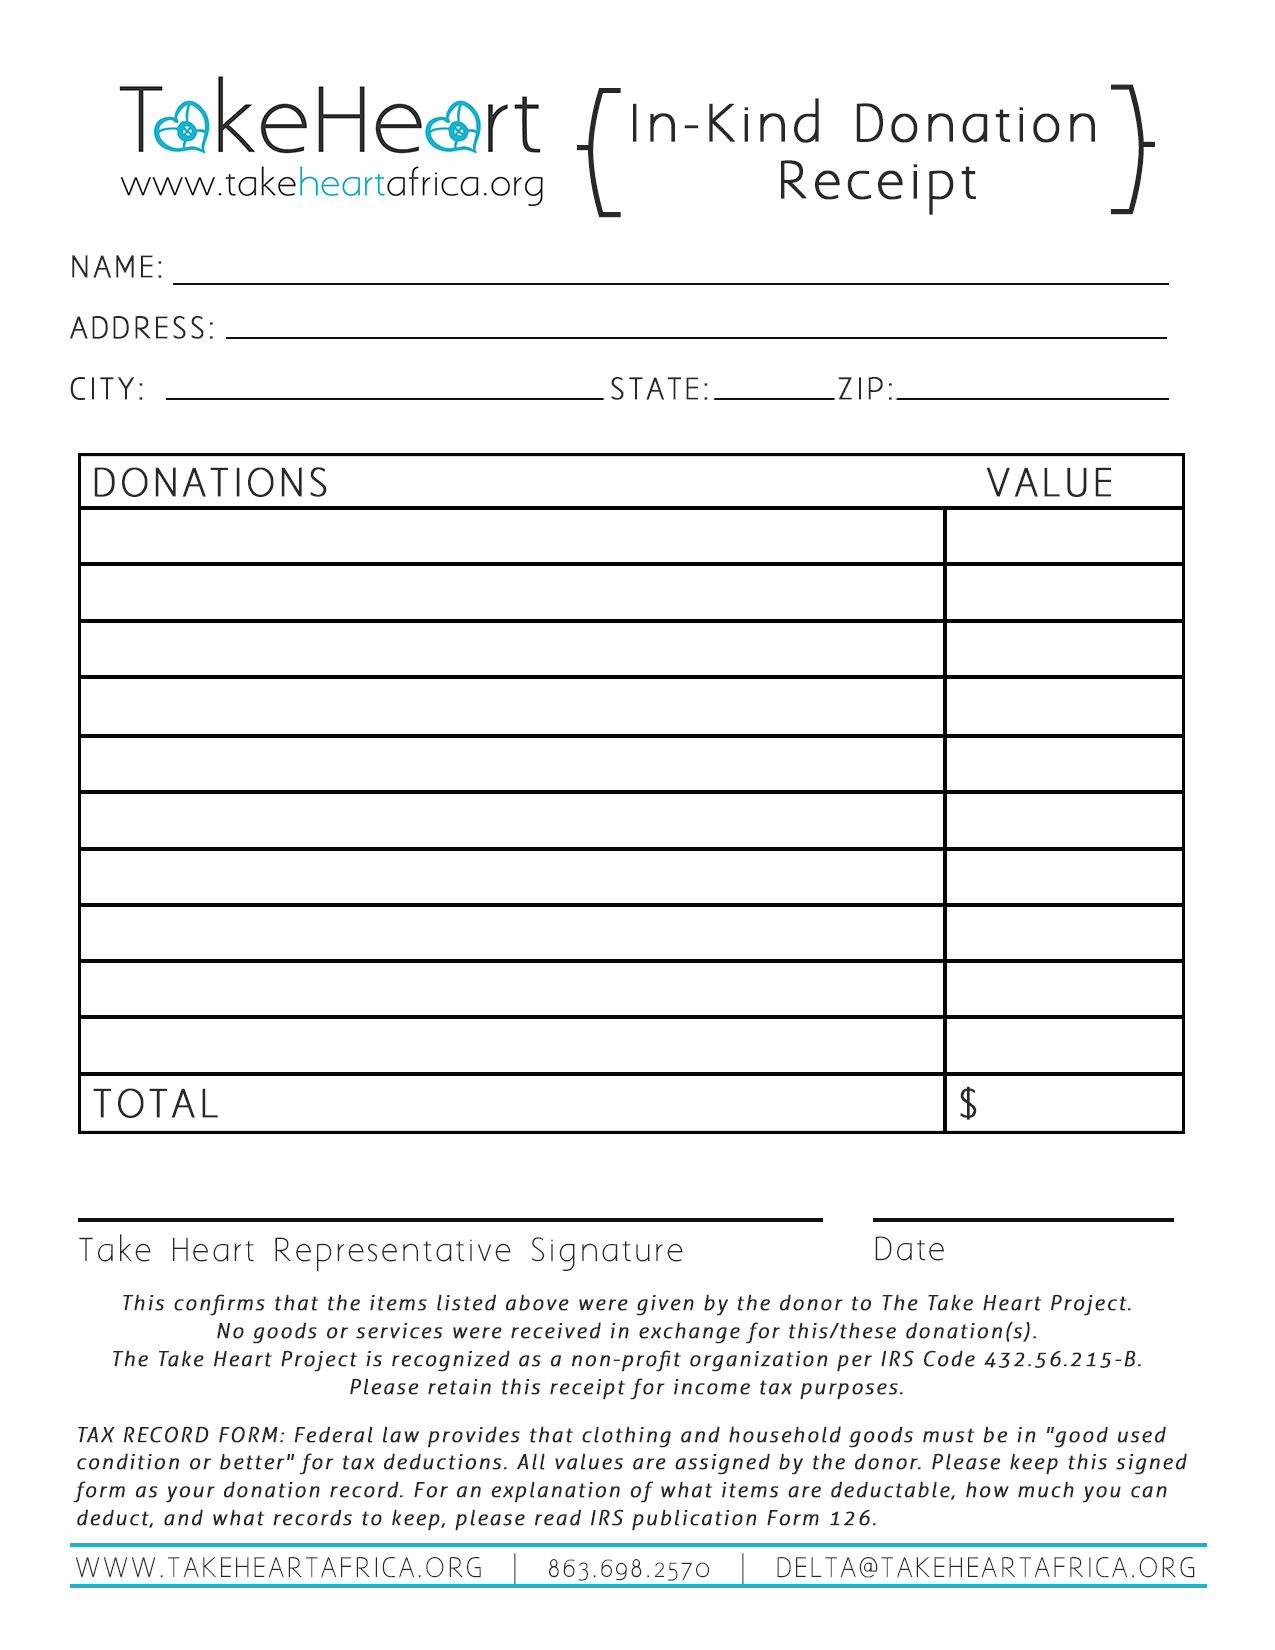 TakeHeart
www.takeheartafrica.org
In-Kind Donation
Receipt
NAME:
ADDRESS:
CITY: STATE: ZIP:
DONATIONS VALUE
TOTAL $
Take Heart Representative Signature Date
This confirms that the items listed above were given by the donor to The Take Heart Project.
No goods or services were received in exchange for this/these donation(s).
The Take Heart Project is recognized as a non-profit organization per IRS Code 432.56.215-B.
Please retain this receipt for income tax purposes.
TAX RECORD FORM: Federal law provides that clothing and household goods must be in "good used
condition or better" for tax deductions. All values are assigned by the donor. Please keep this signed
form as your donation record. For an explanation of what items are deductable, how much you can
deduct, and what records to keep, please read IRS publication Form 126.
WWW.TAKEHEARTAFRICA.ORG | 863.698.2570 | DELTA@TAKEHEARTAFRICA.ORG